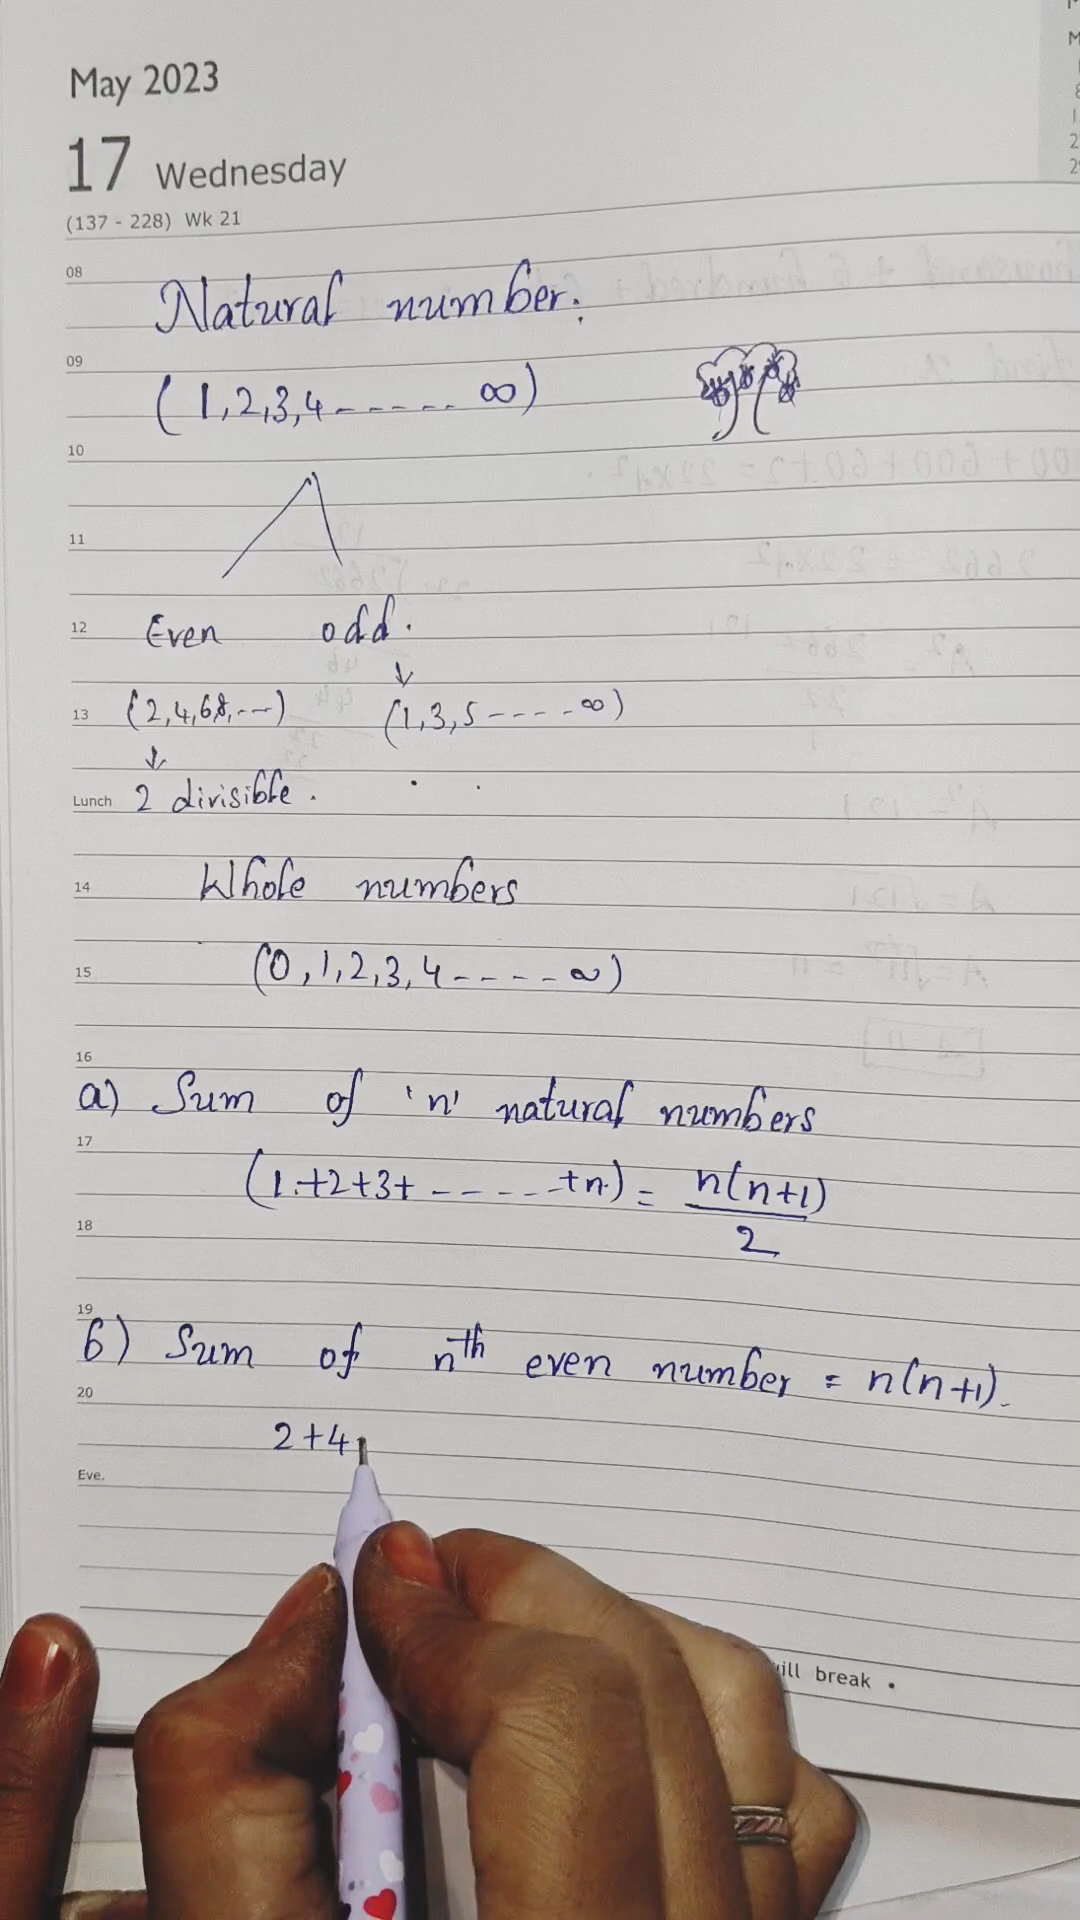 May 2023
17 Wednesday
(137 - 228) Wk 21
08
Natural number.
09
(1,2,3,4------ ∞)
10
11
12 Even odd.
13 (2,4,6,8,---) (1,3,5-----∞)
Lunch 2 divisible.
14 Whole numbers
15 (0,1,2,3,4-----∞)
16
a) Sum of 'n' natural numbers
17
(1+2+3+-----+n) = n(n+1)
2
18
19
b) Sum of nth even number = n(n+1).
20
2+4
Eve.
will break •